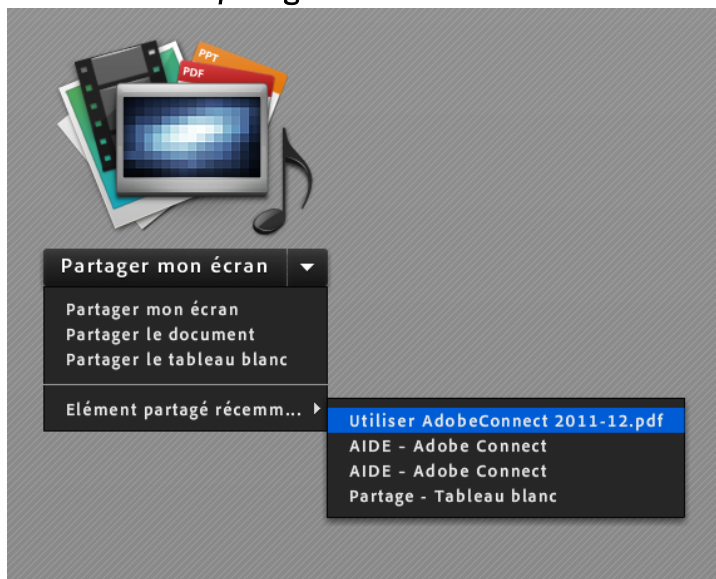 PPT
PDF
Partager mon écran
Partager mon écran
Partager le document
Partager le tableau blanc
Elément partagé récemm...
Utiliser AdobeConnect 2011-12.pdf
AIDE - Adobe Connect
AIDE - Adobe Connect
Partage - Tableau blanc